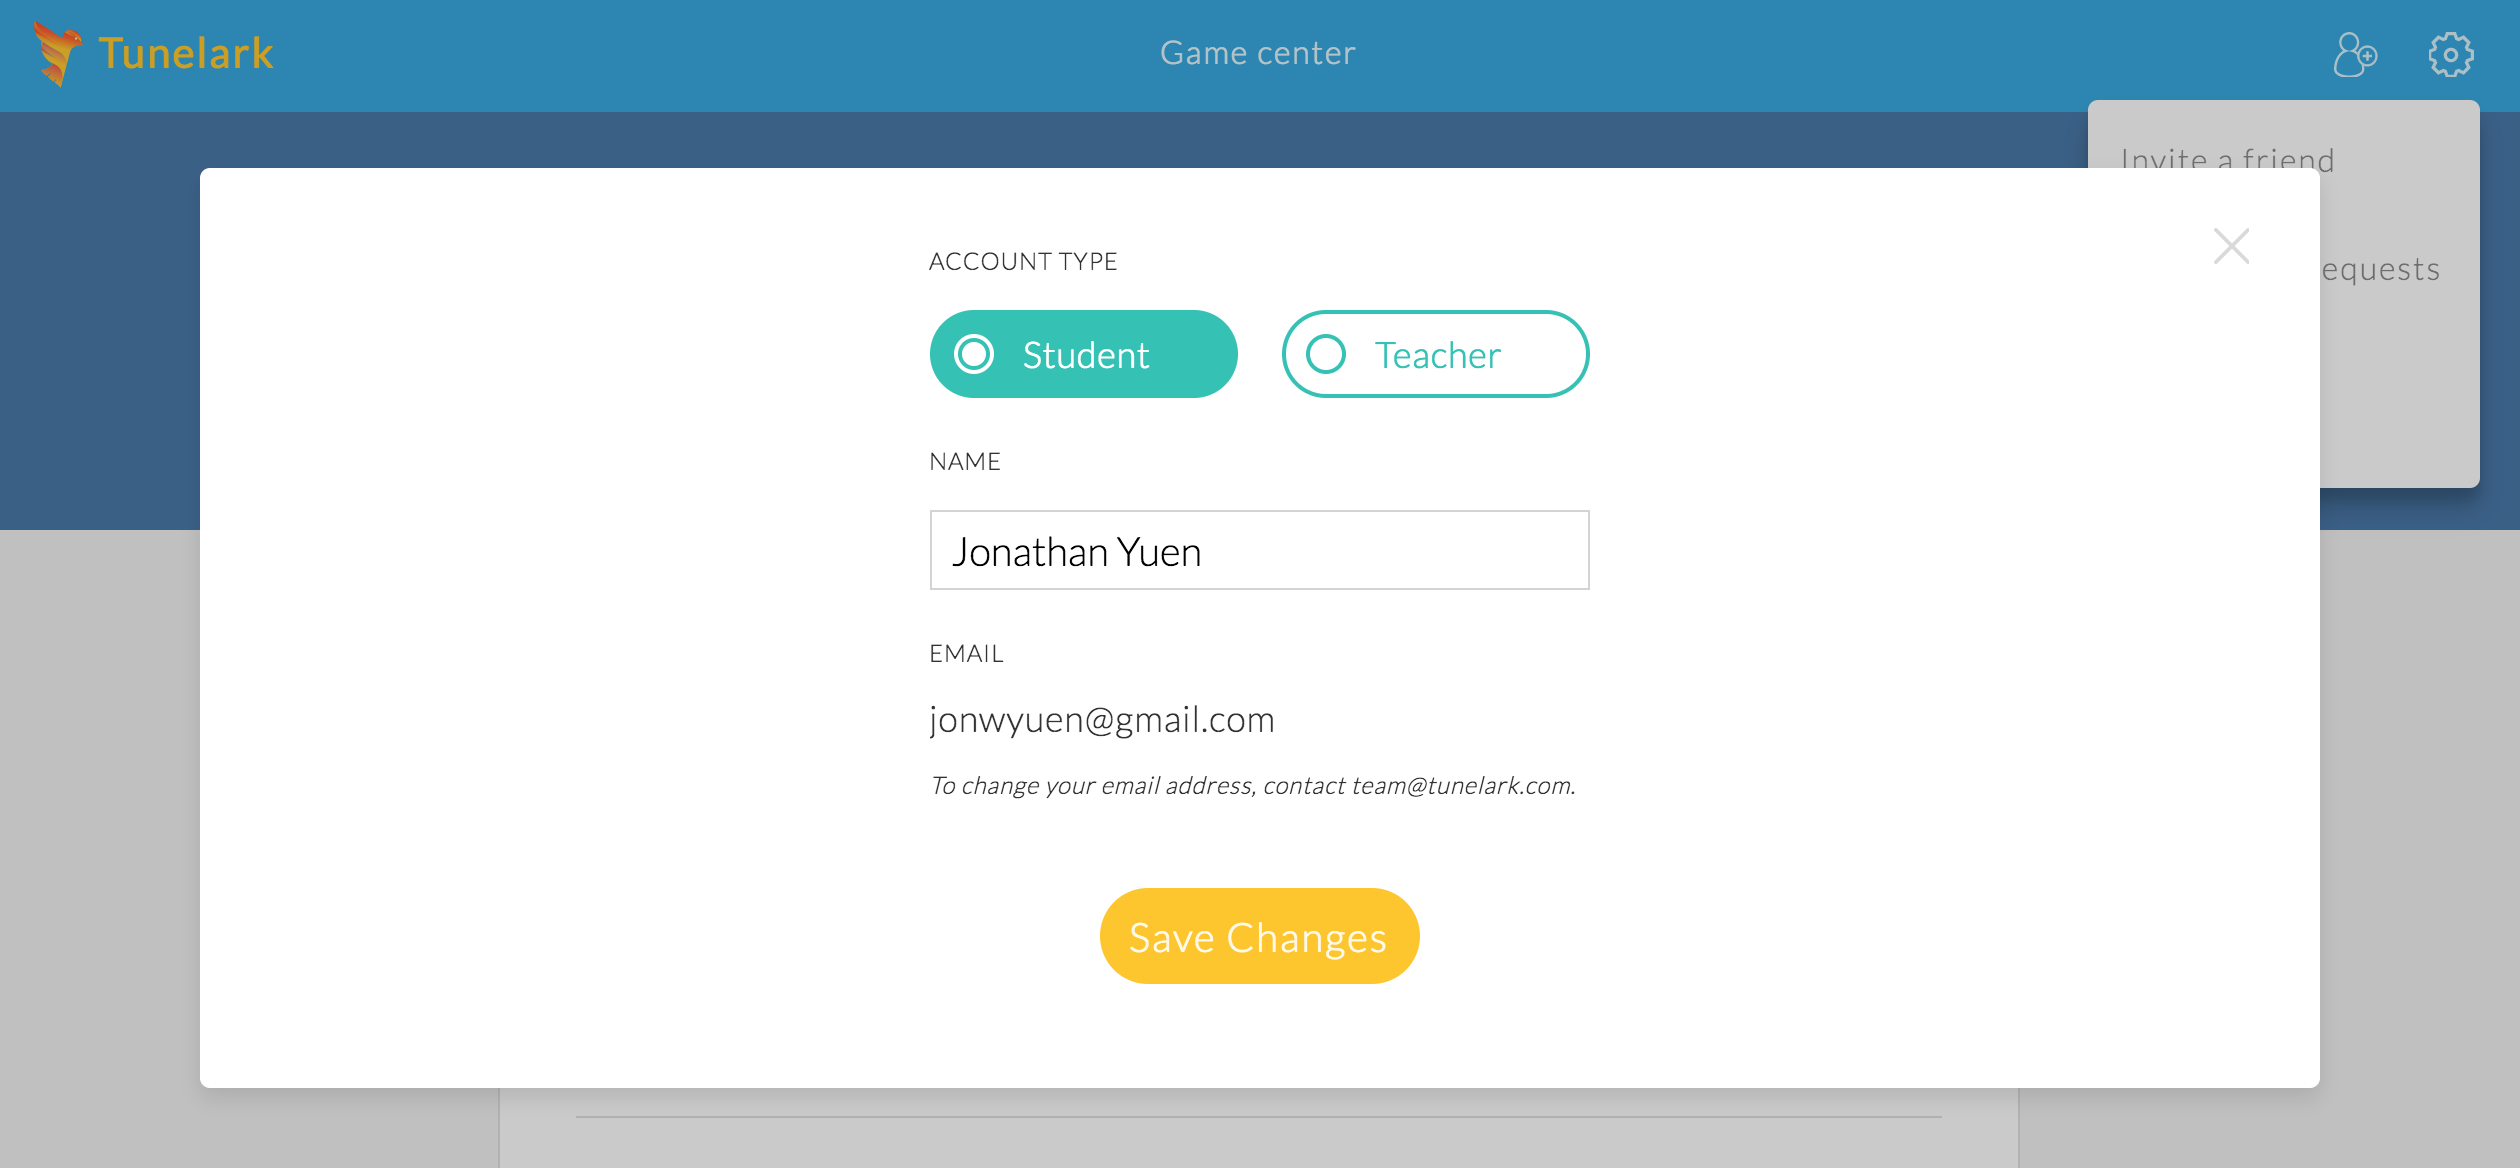 Tunelark
Game center
Invite a friend
equests
ACCOUNT TYPE
Student
Teacher
NAME
Jonathan Yuen
EMAIL
jonwyuen@gmail.com
To change your email address, contact team@tunelark.com.
Save Changes